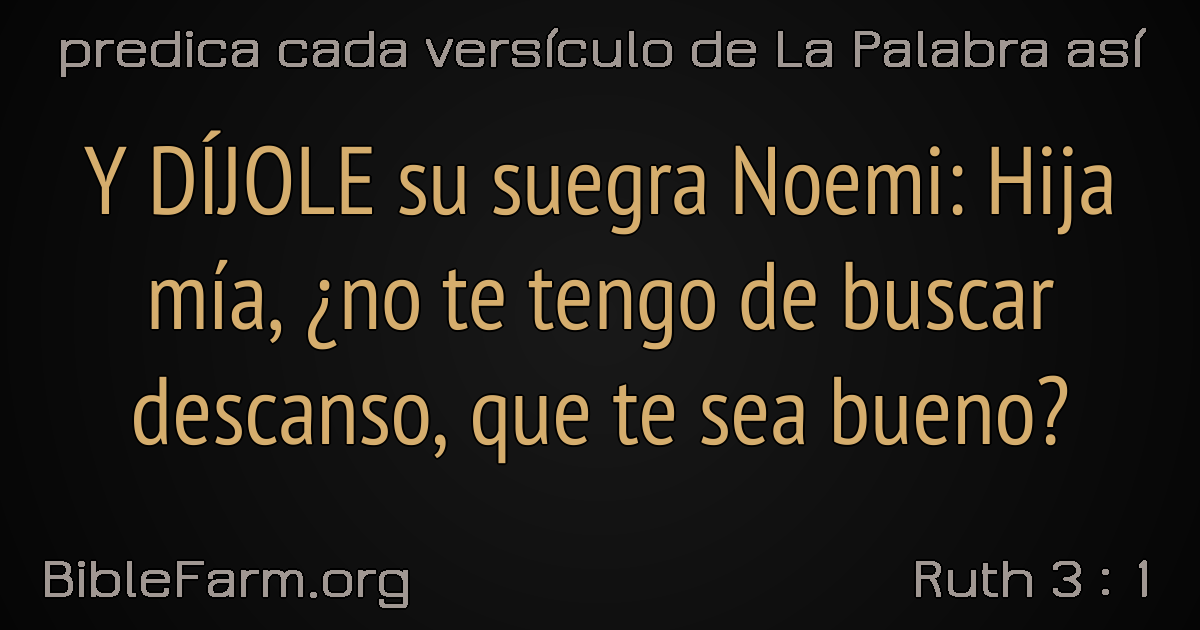 predica cada versículo de La Palabra así
Y DÍJOLE su suegra Noemi: Hija
mía, ¿no te tengo de buscar
descanso, que te sea bueno?
BibleFarm.org
Ruth 3 : 1